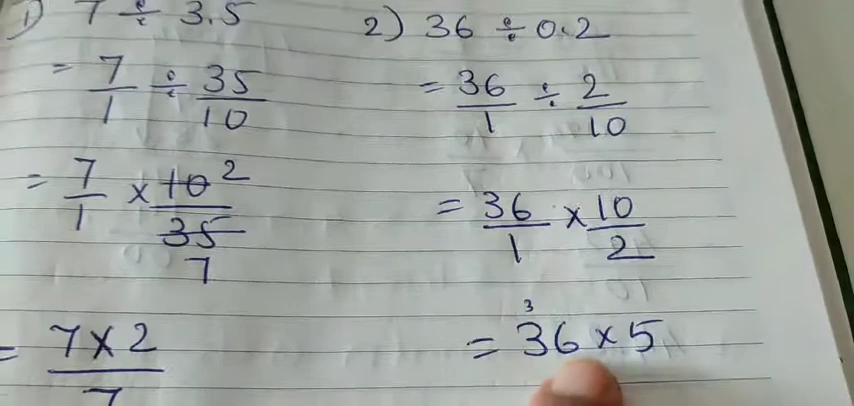 1) 7 ÷ 3.5
= 7/1 ÷ 35/10
= 7/1 × 10/35 2 7
= 7×2/7
2) 36 ÷ 0.2
= 36/1 ÷ 2/10
= 36/1 × 10/2
3
= 36 × 5